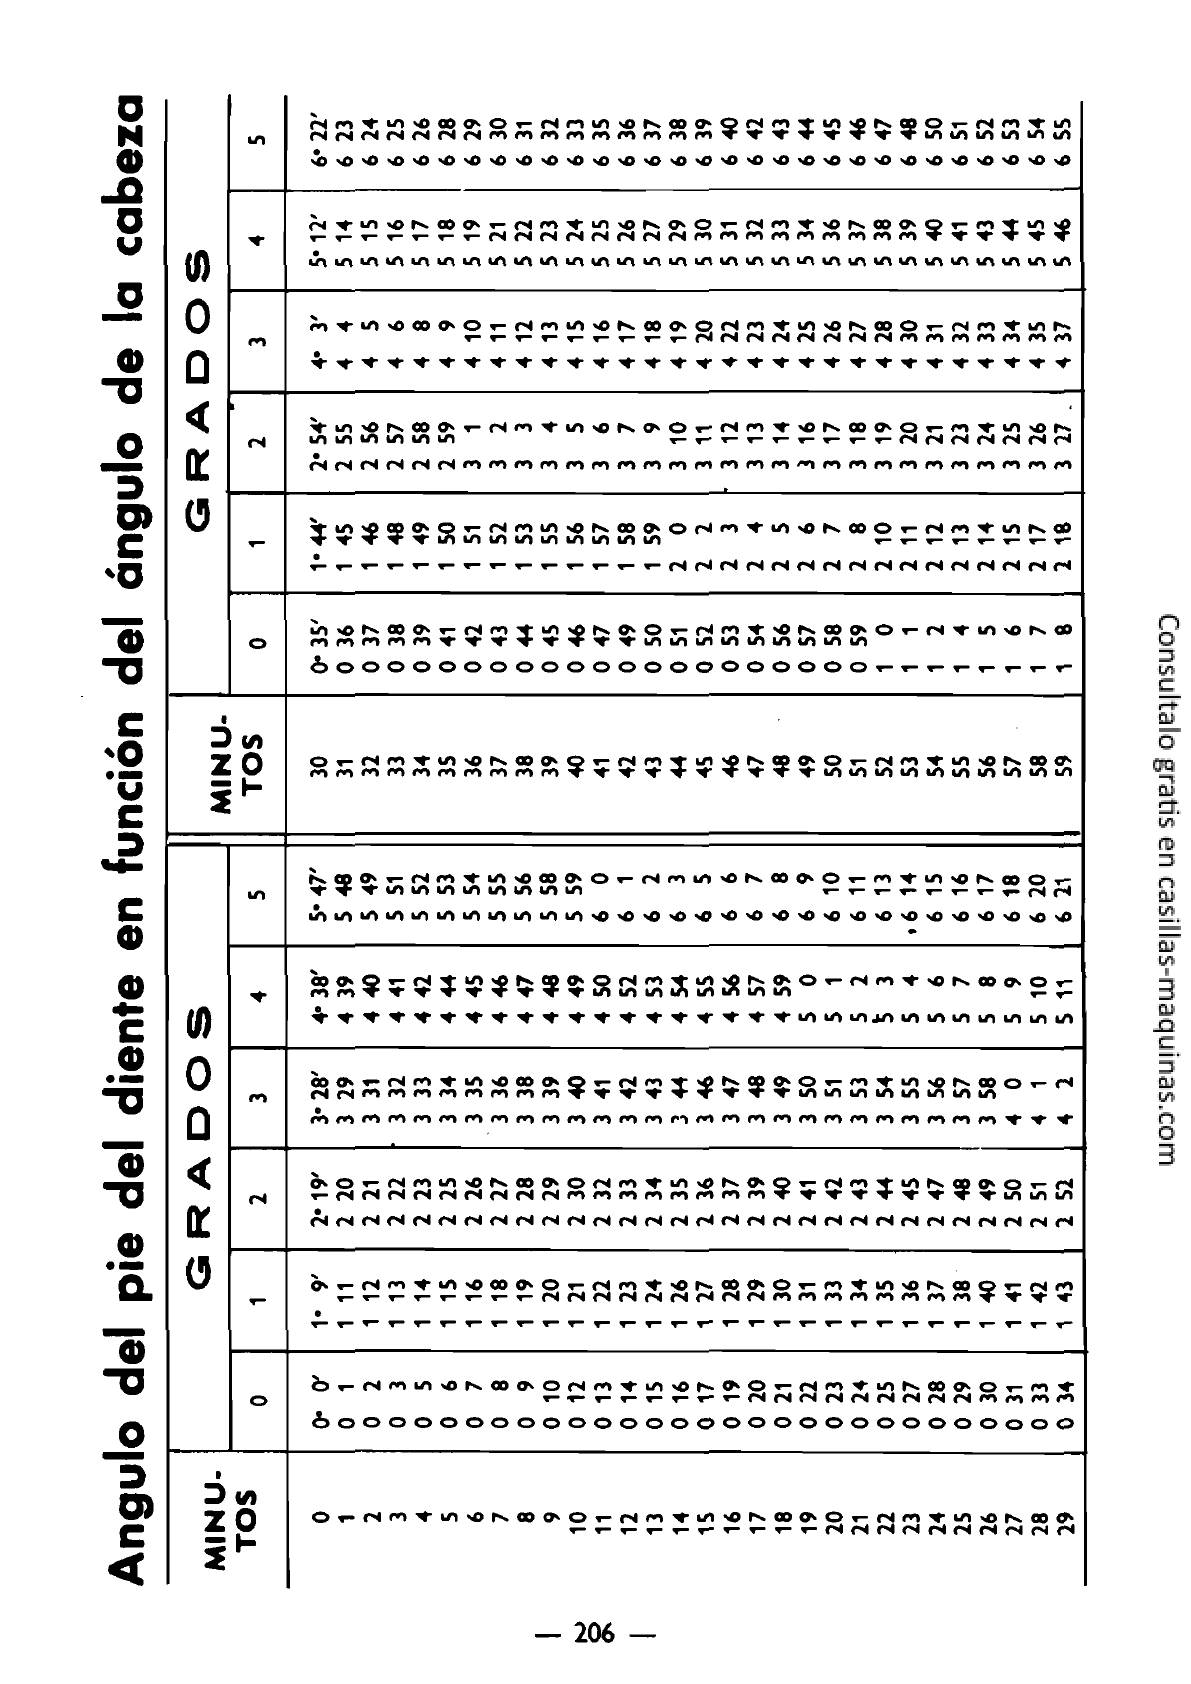 Angulo del pie del diente en función del ángulo de la cabeza
MINU-
TOS
GRADOS
MINU-
TOS
GRADOS
0 1 2 3 4 5 0 1 2 3 4 5
0 0° 0′ 1° 9′ 2° 19′ 3° 28′ 4° 38′ 5° 47′ 30 0° 35′ 1° 44′ 2° 54′ 4° 3′ 5° 12′ 6° 22′
1 0 1 1 11 2 20 3 29 4 39 5 48 31 0 36 1 45 2 55 4 4 5 14 6 23
2 0 2 1 12 2 21 3 31 4 40 5 49 32 0 37 1 46 2 56 4 5 5 15 6 24
3 0 3 1 13 2 22 3 32 4 41 5 51 33 0 38 1 48 2 57 4 6 5 16 6 25
4 0 5 1 14 2 23 3 33 4 42 5 52 34 0 39 1 49 2 58 4 8 5 17 6 26
5 0 6 1 15 2 25 3 34 4 44 5 53 35 0 41 1 50 2 59 4 9 5 18 6 28
6 0 7 1 16 2 26 3 35 4 45 5 54 36 0 42 1 51 3 1 4 10 5 19 6 29
7 0 8 1 18 2 27 3 36 4 46 5 55 37 0 43 1 52 3 2 4 11 5 21 6 30
8 0 9 1 19 2 28 3 38 4 47 5 56 38 0 44 1 53 3 3 4 12 5 22 6 31
9 0 10 1 20 2 29 3 39 4 48 5 58 39 0 45 1 55 3 4 4 13 5 23 6 32
10 0 12 1 21 2 30 3 40 4 49 5 59 40 0 46 1 56 3 5 4 15 5 24 6 33
11 0 13 1 22 2 32 3 41 4 50 6 0 41 0 47 1 57 3 6 4 16 5 25 6 35
12 0 14 1 23 2 33 3 42 4 52 6 1 42 0 49 1 58 3 7 4 17 5 26 6 36
13 0 15 1 24 2 34 3 43 4 53 6 2 43 0 50 1 59 3 9 4 18 5 27 6 37
14 0 16 1 26 2 35 3 44 4 54 6 3 44 0 51 2 0 3 10 4 19 5 29 6 38
15 0 17 1 27 2 36 3 46 4 55 6 5 45 0 52 2 2 3 11 4 20 5 30 6 39
16 0 19 1 28 2 37 3 47 4 56 6 6 46 0 53 2 3 3 12 4 22 5 31 6 40
17 0 20 1 29 2 39 3 48 4 57 6 7 47 0 54 2 4 3 13 4 23 5 32 6 42
18 0 21 1 30 2 40 3 49 4 59 6 8 48 0 56 2 5 3 14 4 24 5 33 6 43
19 0 22 1 31 2 41 3 50 5 0 6 9 49 0 57 2 6 3 16 4 25 5 34 6 44
20 0 23 1 33 2 42 3 51 5 1 6 10 50 0 58 2 7 3 17 4 26 5 36 6 45
21 0 24 1 34 2 43 3 53 5 2 6 11 51 0 59 2 8 3 18 4 27 5 37 6 46
22 0 25 1 35 2 44 3 54 5 3 6 13 52 1 0 2 10 3 19 4 28 5 38 6 47
23 0 27 1 36 2 45 3 55 5 4 6 14 53 1 1 2 11 3 20 4 30 5 39 6 48
24 0 28 1 37 2 47 3 56 5 6 6 15 54 1 2 2 12 3 21 4 31 5 40 6 50
25 0 29 1 38 2 48 3 57 5 7 6 16 55 1 4 2 13 3 23 4 32 5 41 6 51
26 0 30 1 40 2 49 3 58 5 8 6 17 56 1 5 2 14 3 24 4 33 5 43 6 52
27 0 31 1 41 2 50 4 0 5 9 6 18 57 1 6 2 15 3 25 4 34 5 44 6 53
28 0 33 1 42 2 51 4 1 5 10 6 20 58 1 7 2 17 3 26 4 35 5 45 6 54
29 0 34 1 43 2 52 4 2 5 11 6 21 59 1 8 2 18 3 27 4 37 5 46 6 55
— 206 —
Consultalo gratis en casillas-maquinas.com